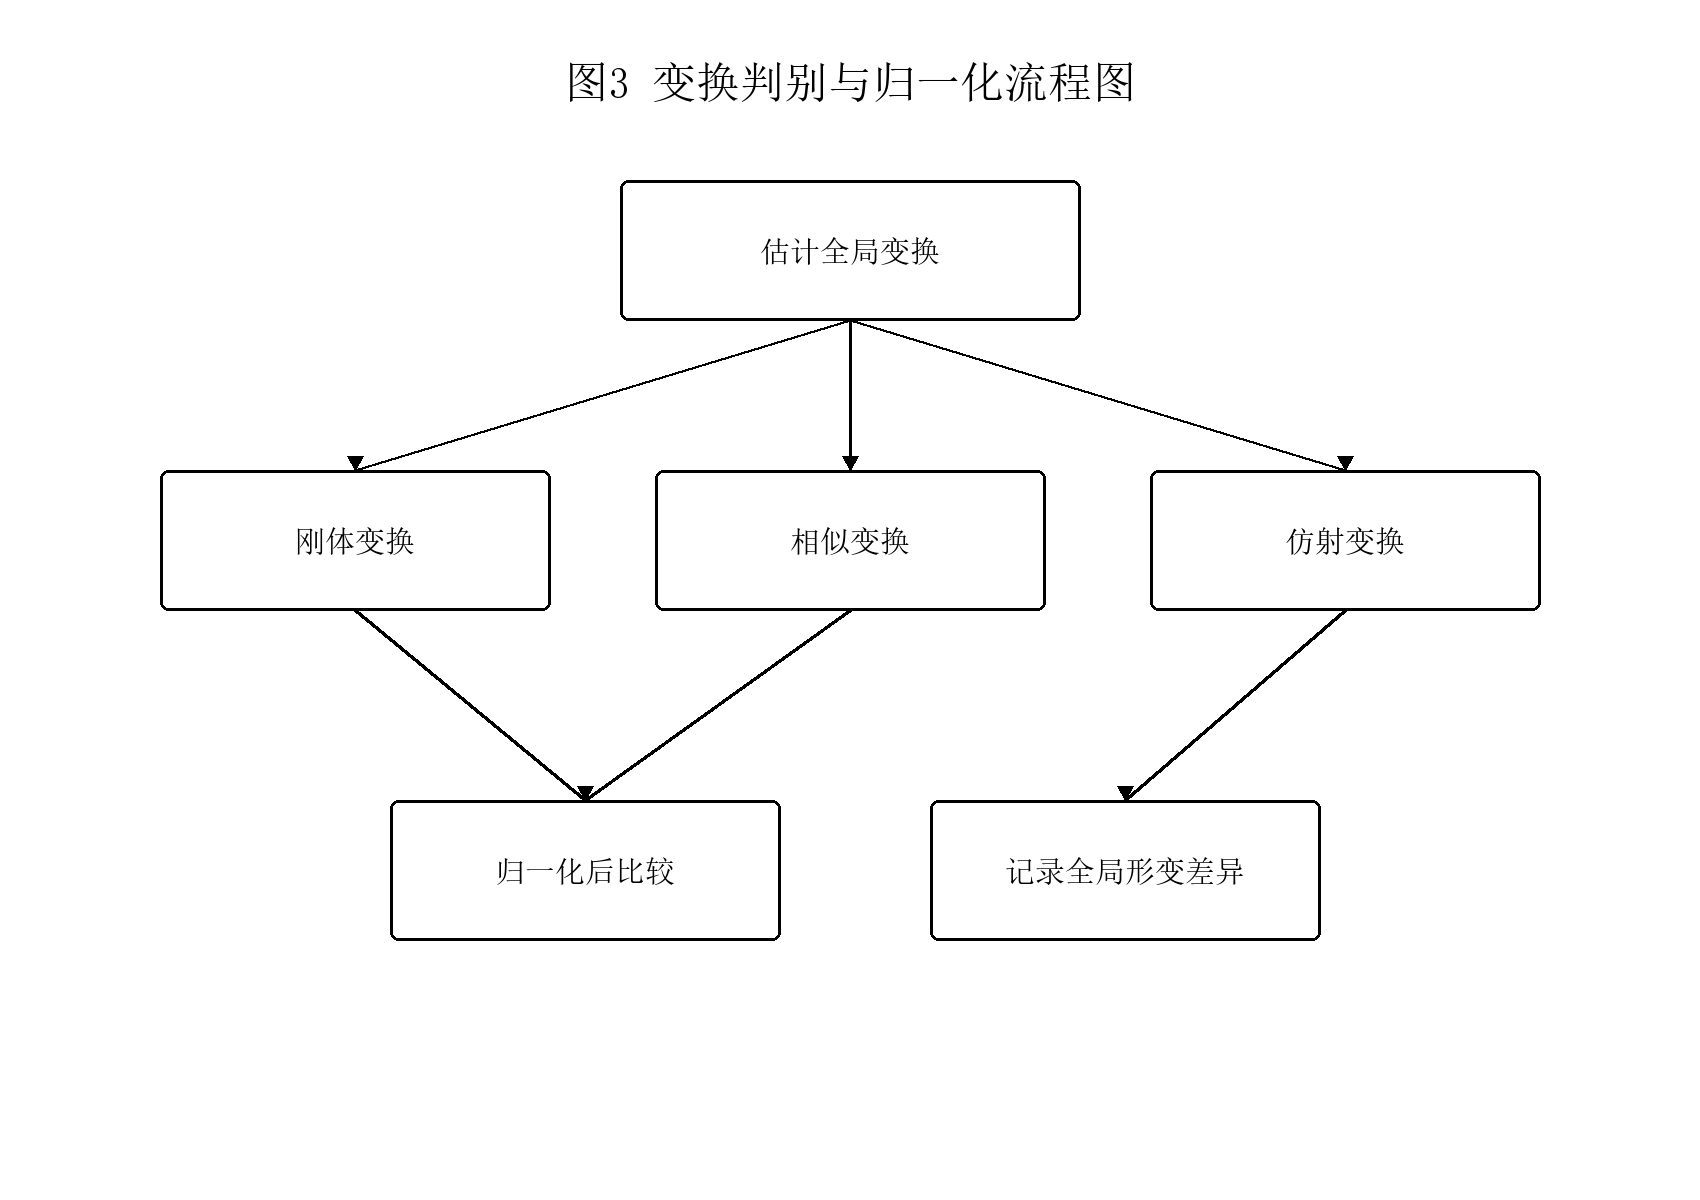 图3 变换判别与归一化流程图
估计全局变换
刚体变换
相似变换
仿射变换
归一化后比较
记录全局形变差异